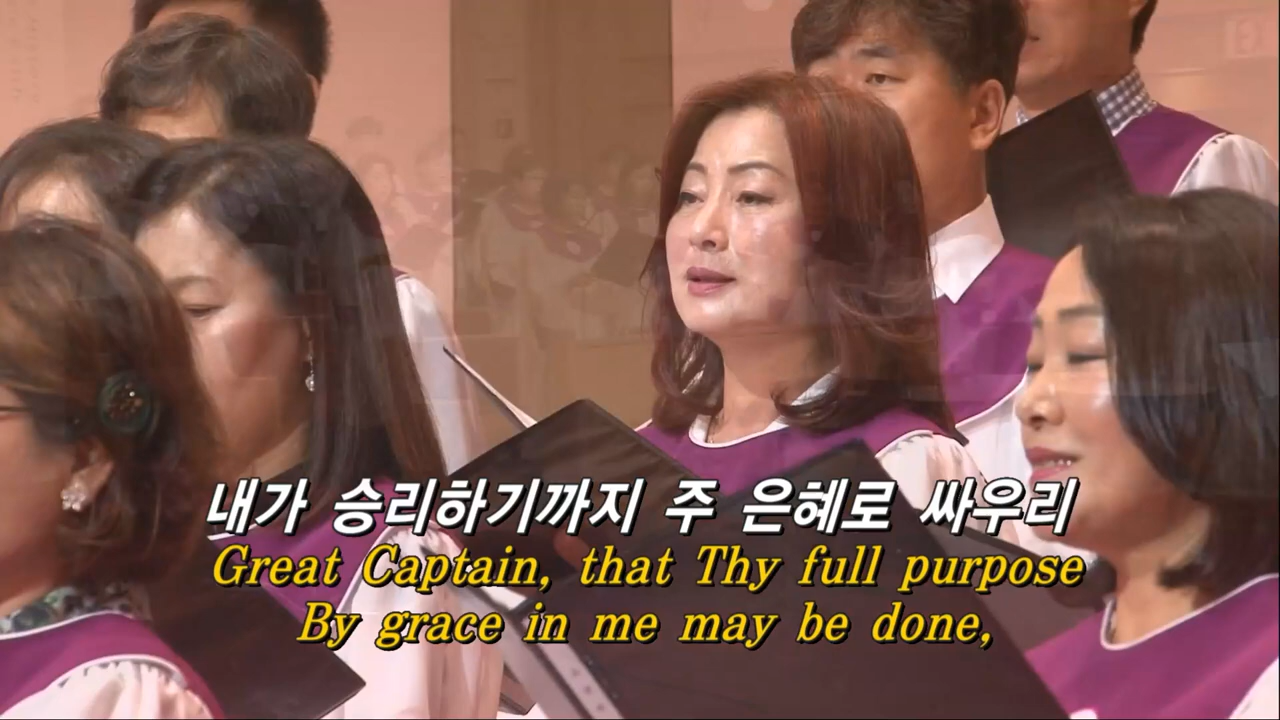 내가 승리하기까지 주 은혜로 싸우리
Great Captain, that Thy full purpose
By grace in me may be done,